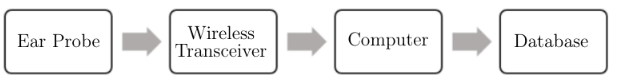 Ear Probe
Wireless
Transceiver
Computer
Database